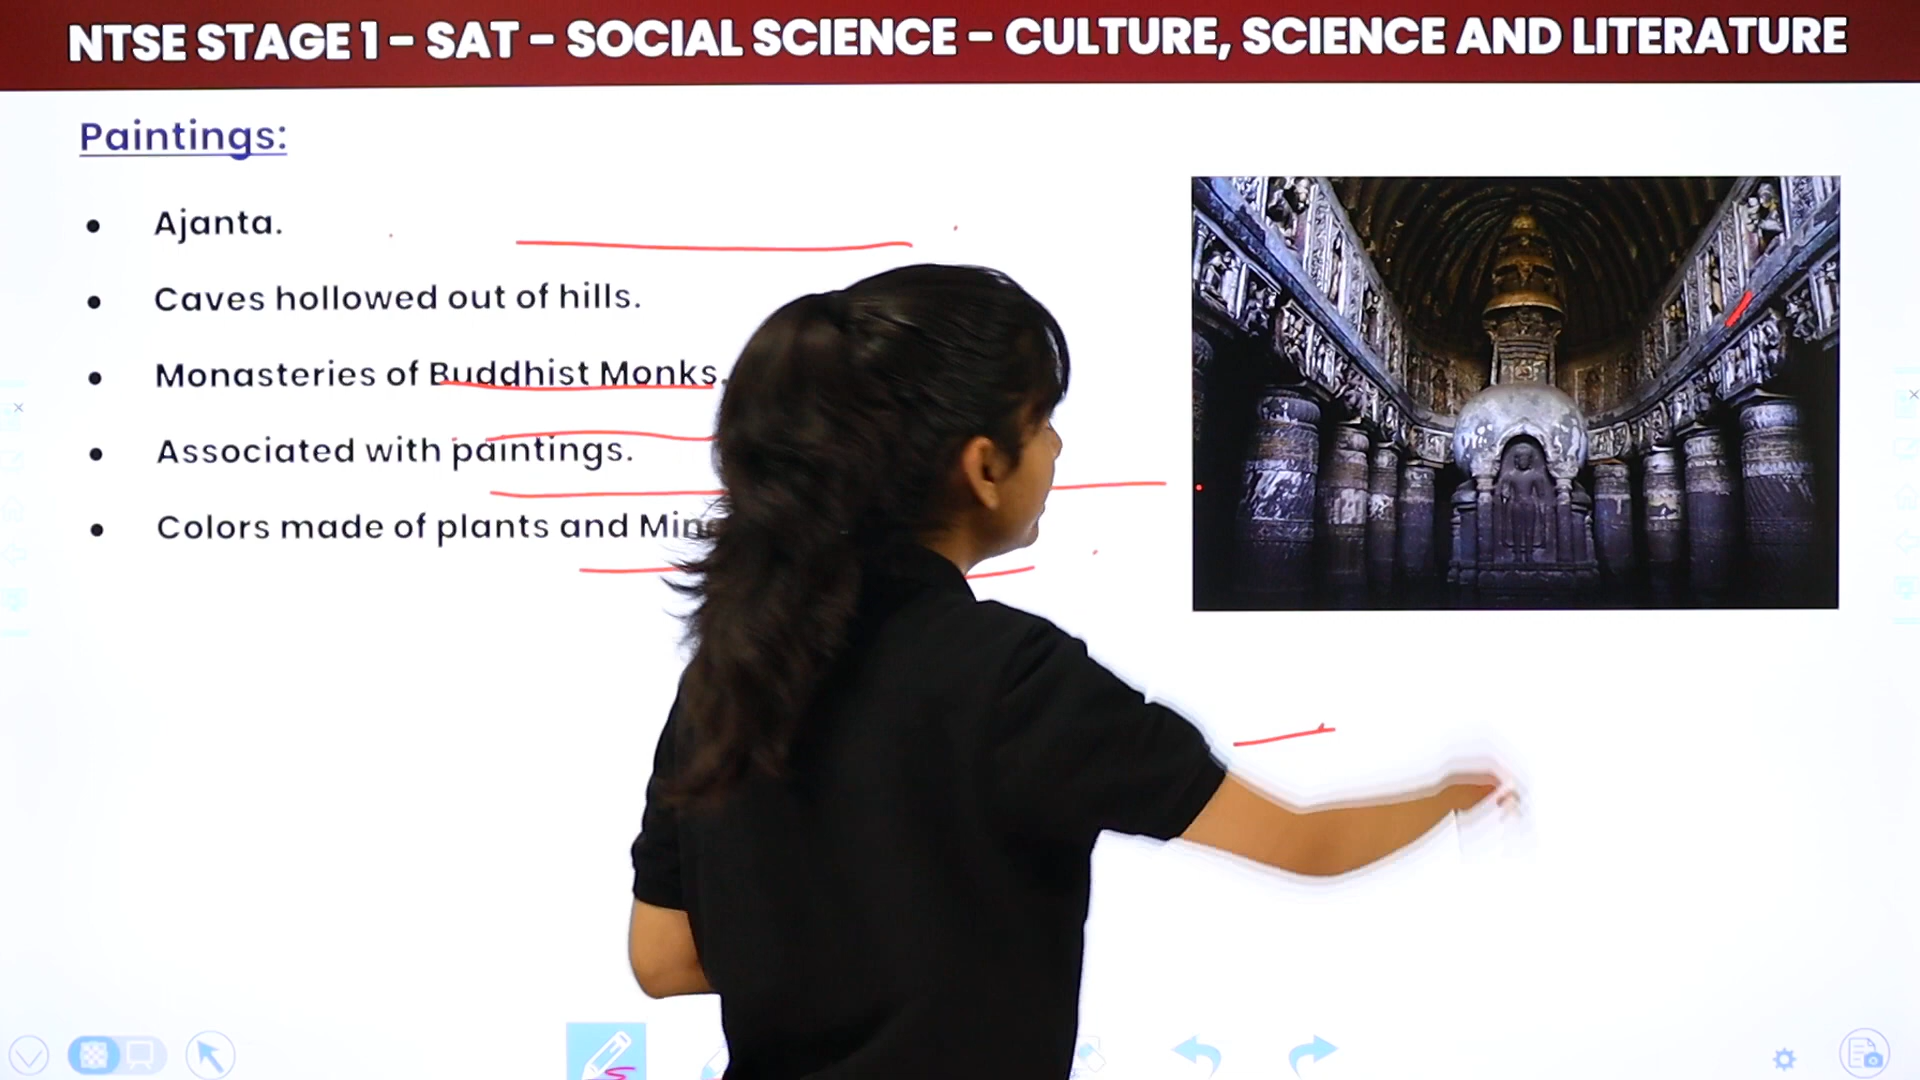 NTSE STAGE 1 - SAT - SOCIAL SCIENCE - CULTURE, SCIENCE AND LITERATURE
Paintings:
Ajanta.
Caves hollowed out of hills.
Monasteries of Buddhist Monks.
Associated with paintings.
Colors made of plants and